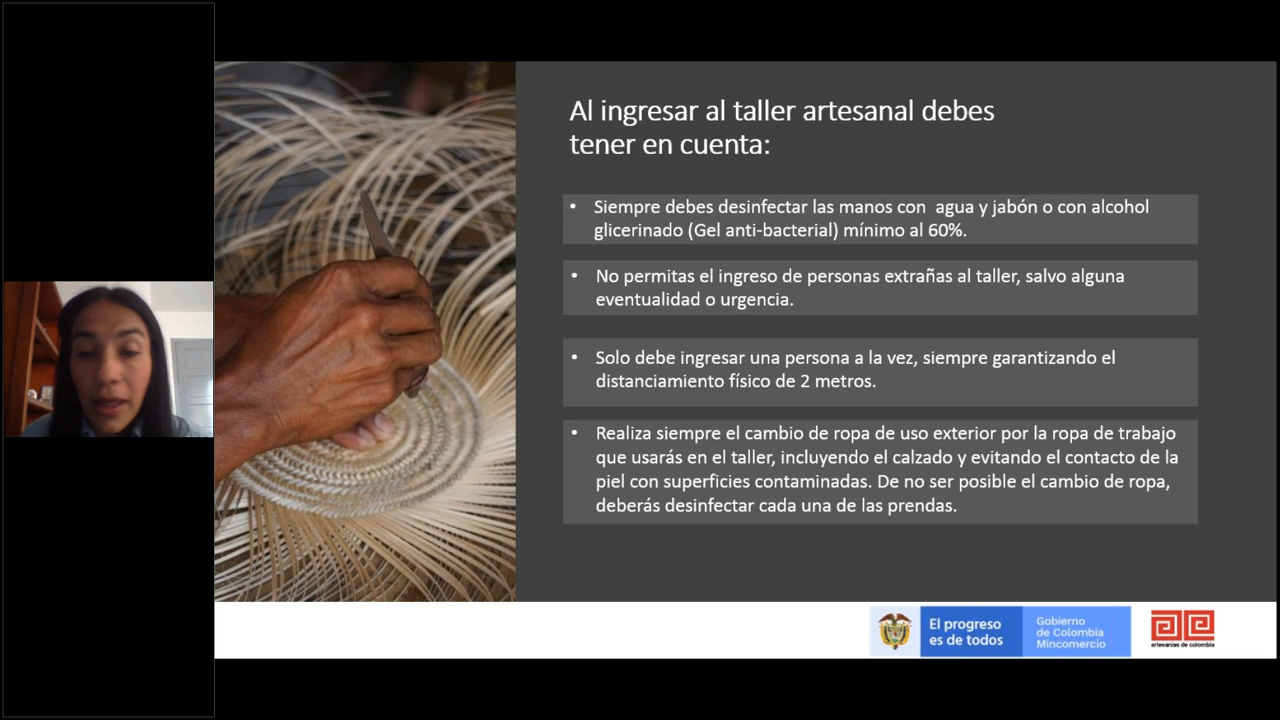 Al ingresar al taller artesanal debes
tener en cuenta:
• Siempre debes desinfectar las manos con agua y jabón o con alcohol
glicerinado (Gel anti-bacterial) mínimo al 60%.
• No permitas el ingreso de personas extrañas al taller, salvo alguna
eventualidad o urgencia.
• Solo debe ingresar una persona a la vez, siempre garantizando el
distanciamiento físico de 2 metros.
• Realiza siempre el cambio de ropa de uso exterior por la ropa de trabajo
que usarás en el taller, incluyendo el calzado y evitando el contacto de la
piel con superficies contaminadas. De no ser posible el cambio de ropa,
deberás desinfectar cada una de las prendas.
El progreso
es de todos
Gobierno
de Colombia
Mincomercio
artesanías de colombia